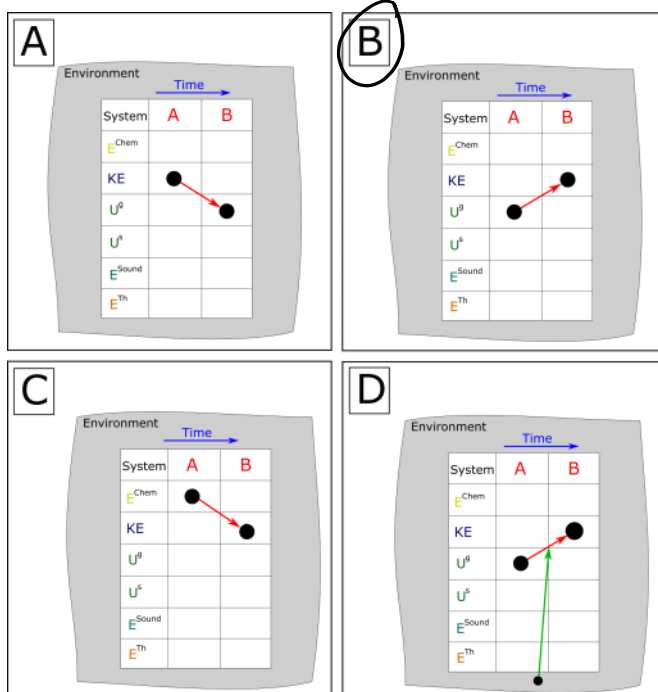 A
Environment
Time
System A B
E^Chem
KE
U^g
U^s
E^Sound
E^Th
B
Environment
Time
System A B
E^Chem
KE
U^g
U^s
E^Sound
E^Th
C
Environment
Time
System A B
E^Chem
KE
U^g
U^s
E^Sound
E^Th
D
Environment
Time
System A B
E^Chem
KE
U^g
U^s
E^Sound
E^Th